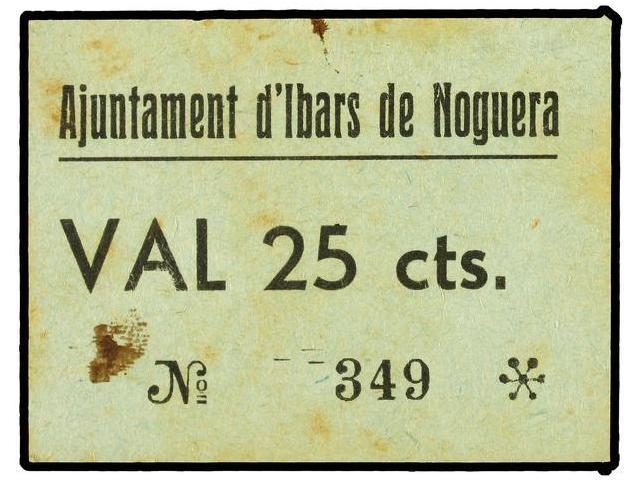 Ajuntament d'Ibars de Noguera
VAL 25 cts.
Nº 349